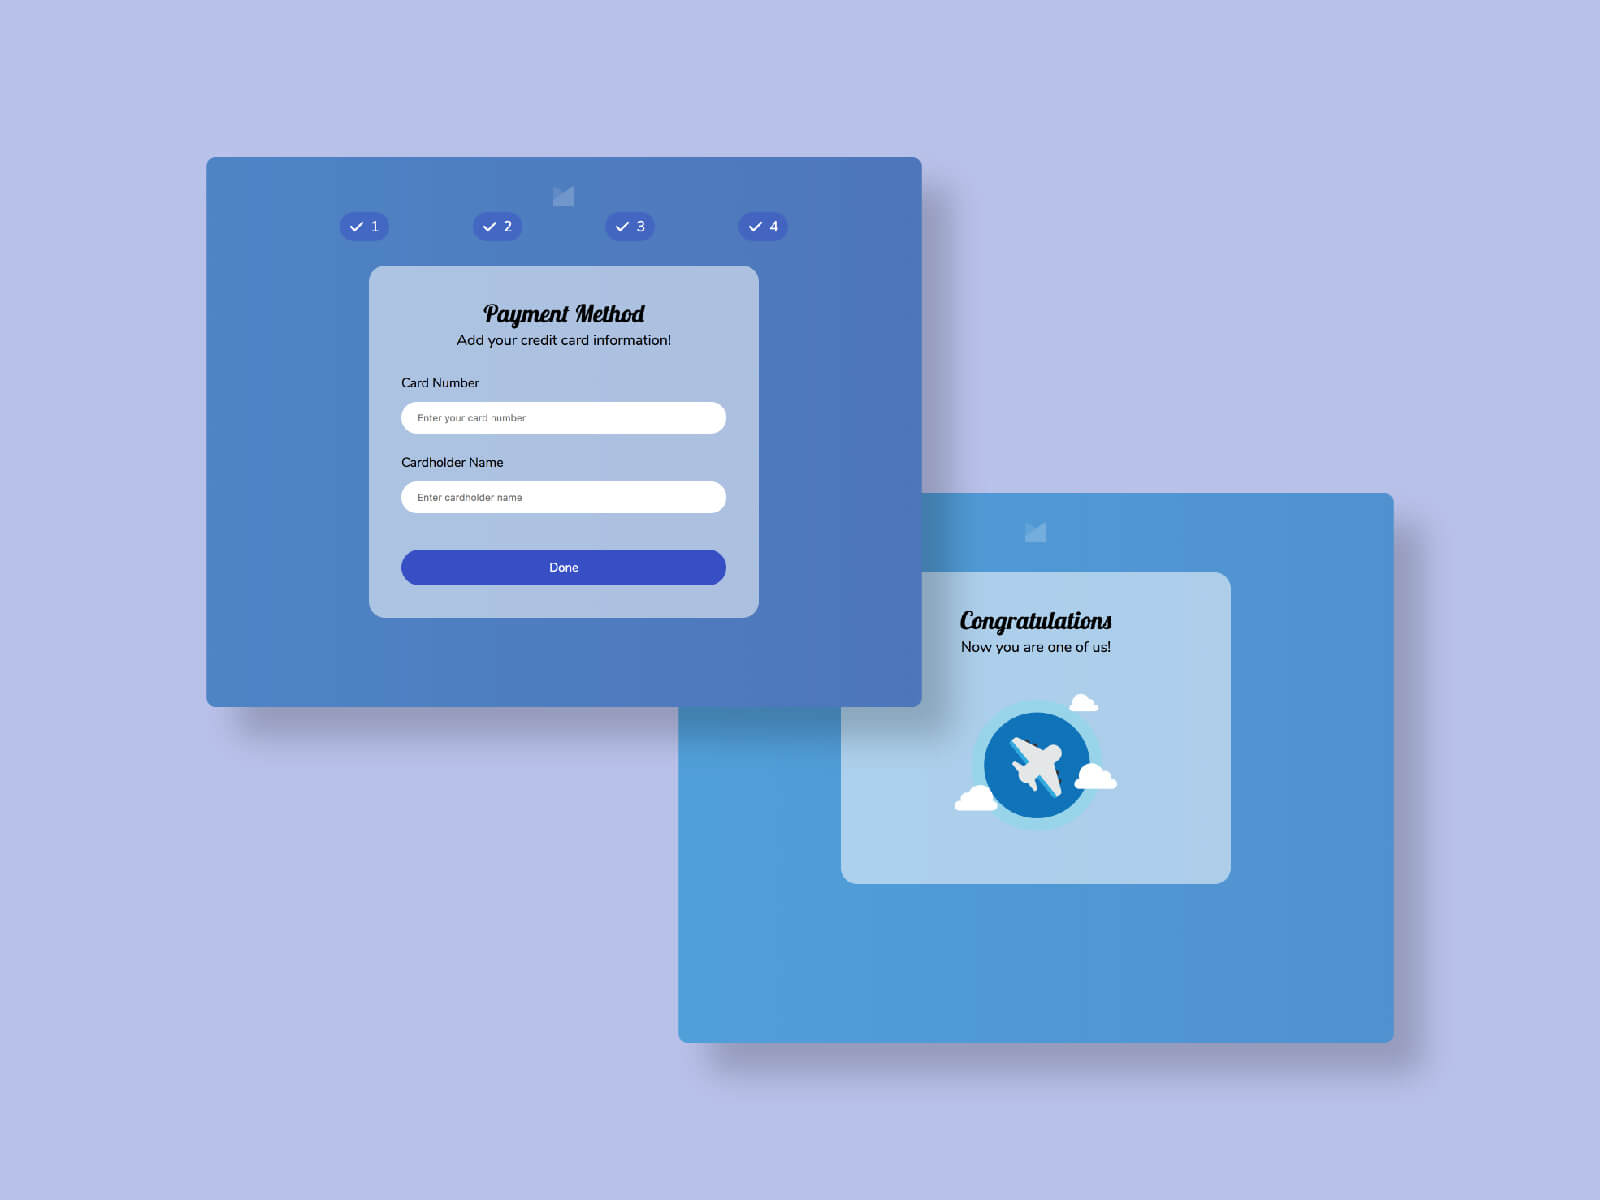 1 2 3 4
Payment Method
Add your credit card information!
Card Number
Enter your card number
Cardholder Name
Enter cardholder name
Done
Congratulations
Now you are one of us!